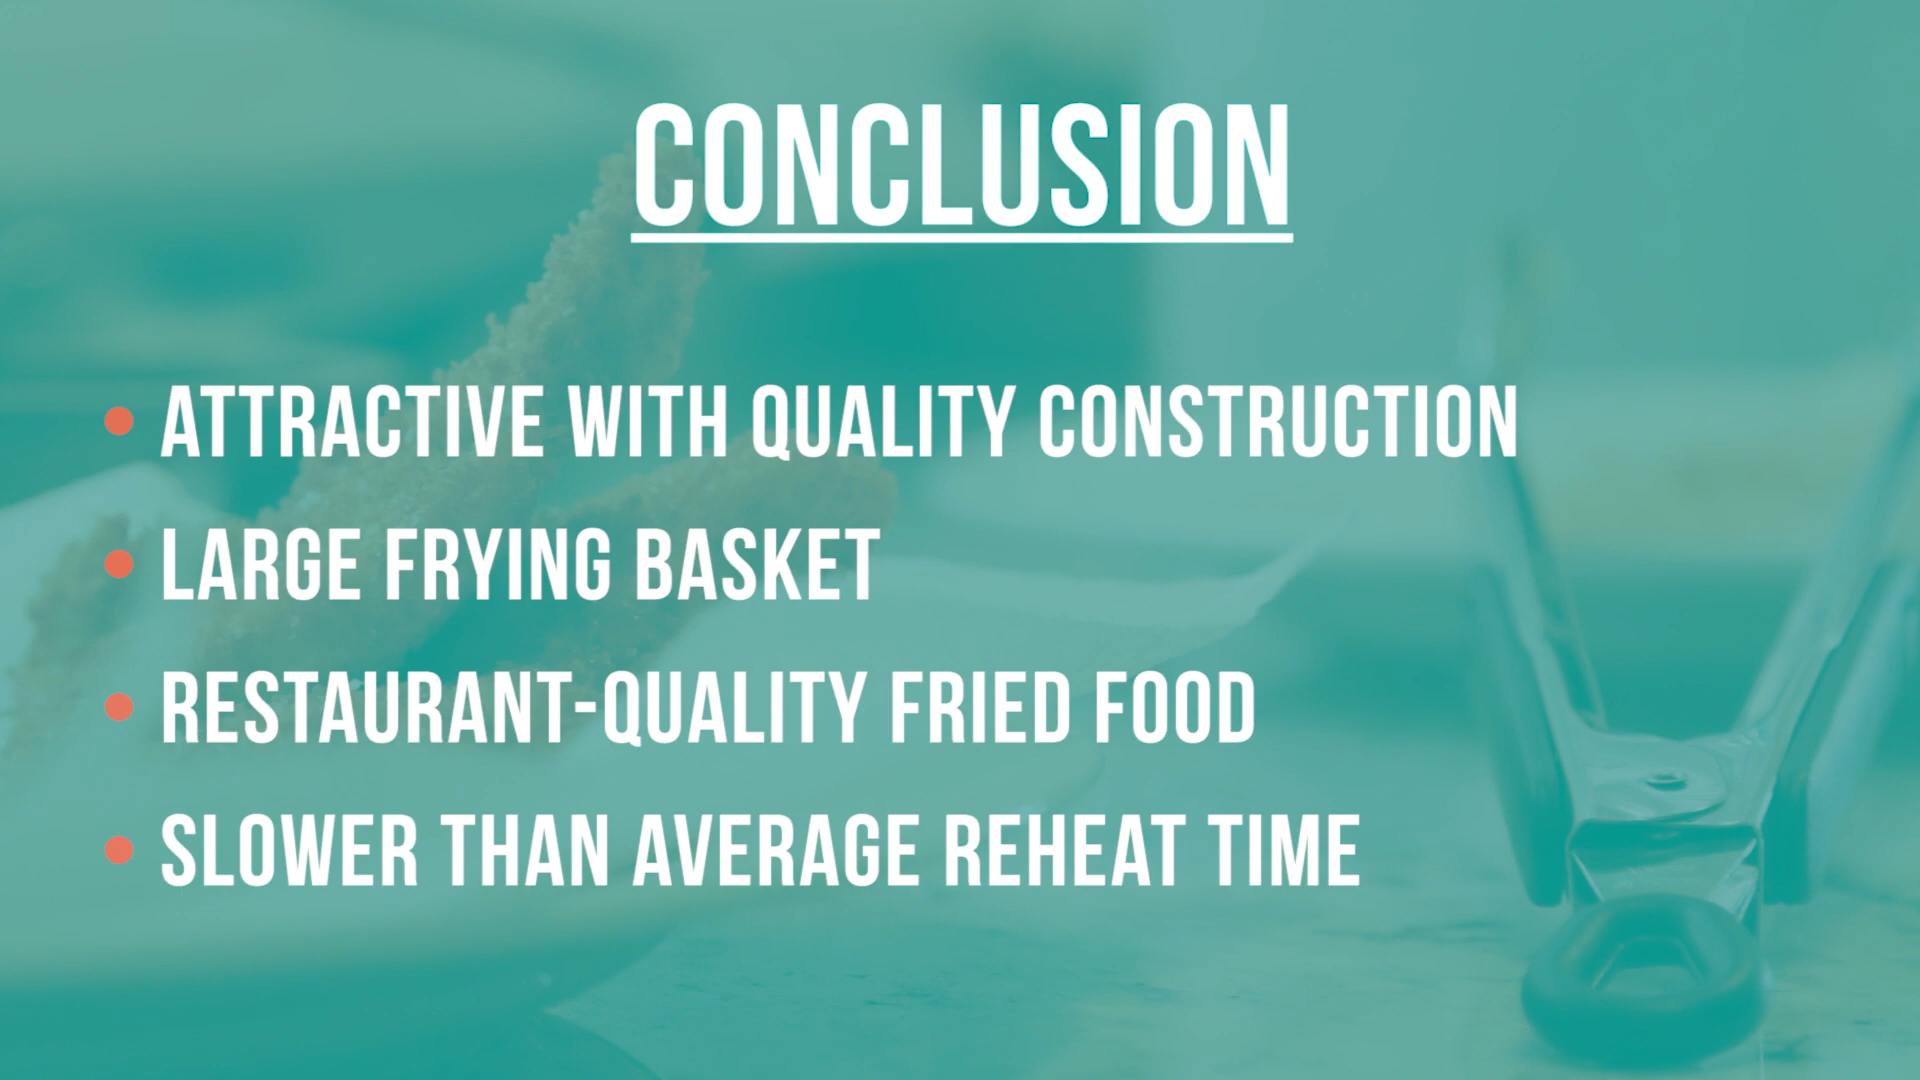 CONCLUSION
ATTRACTIVE WITH QUALITY CONSTRUCTION
LARGE FRYING BASKET
RESTAURANT-QUALITY FRIED FOOD
SLOWER THAN AVERAGE REHEAT TIME